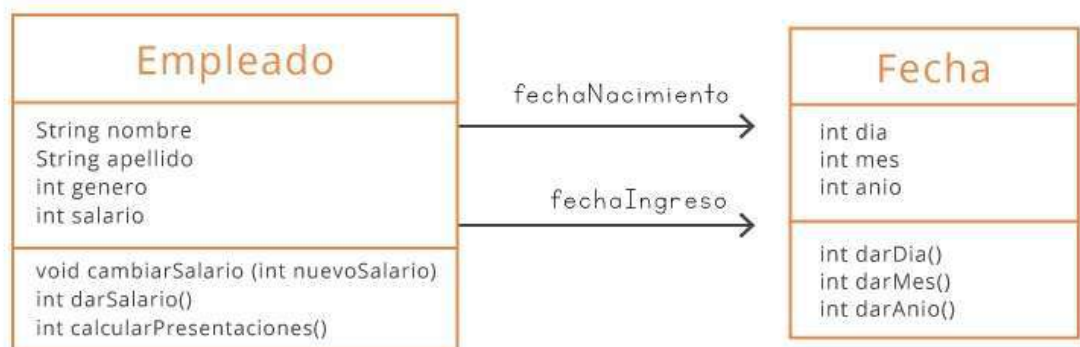 Empleado
String nombre
String apellido
int genero
int salario
void cambiarSalario (int nuevoSalario)
int darSalario()
int calcularPresentaciones()
fechaNacimiento
fechaIngreso
Fecha
int dia
int mes
int anio
int darDia()
int darMes()
int darAnio()